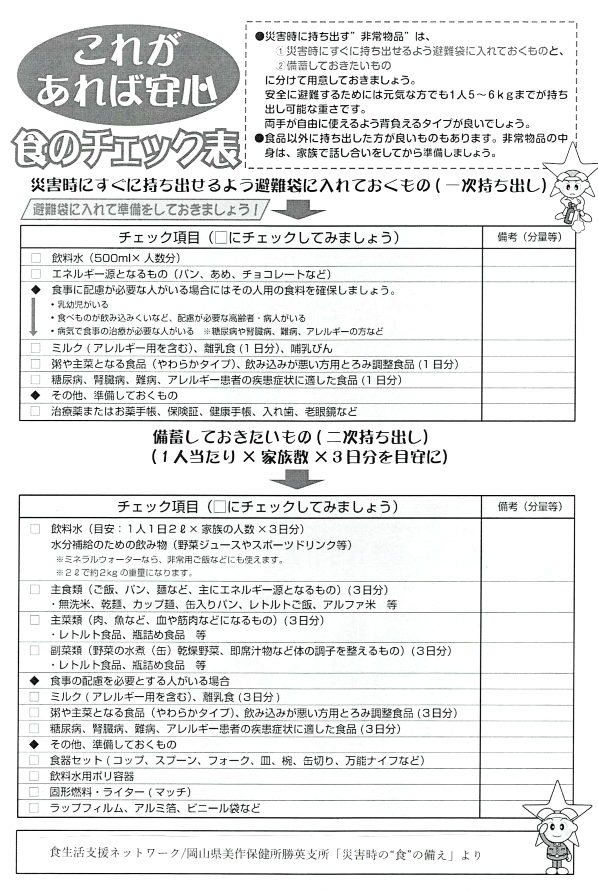 これが
あれば安心
食のチェック表
●災害時に持ち出す”非常物品”は、
①災害時にすぐに持ち出せるよう避難袋に入れておくものと、
②備蓄しておきたいもの
に分けて用意しておきましょう。
安全に避難するためには元気な方でも1人5～6kgまでが持ち
出し可能な重さです。
両手が自由に使えるよう背負えるタイプが良いでしょう。
●食品以外に持ち出した方が良いものもあります。非常物品の中
身は、家族で話し合いをしてから準備しましょう。
災害時にすぐに持ち出せるよう避難袋に入れておくもの(一次持ち出し)
避難袋に入れて準備をしておきましょう！
チェック項目（□にチェックしてみましょう） 備考（分量等）
□ 飲料水（500ml×人数分）
□ エネルギー源となるもの（パン、あめ、チョコレートなど）
◆ 食事に配慮が必要な人がいる場合にはその人用の食料を確保しましょう。
・乳幼児がいる
・食べものが飲み込みくいなど、配慮が必要な高齢者・病人がいる
・病気で食事の治療が必要な人がいる ※糖尿病や腎臓病、難病、アレルギーの方など
□ ミルク(アレルギー用を含む)、離乳食(1日分)、哺乳びん
□ 粥や主菜となる食品（やわらかタイプ）、飲み込みが悪い方用とろみ調整食品(1日分)
□ 糖尿病、腎臓病、難病、アレルギー患者の疾患症状に適した食品(1日分)
◆ その他、準備しておくもの
□ 治療薬またはお薬手帳、保険証、健康手帳、入れ歯、老眼鏡など
備蓄しておきたいもの(二次持ち出し)
(1人当たり×家族数×3日分を目安に)
チェック項目（□にチェックしてみましょう） 備考（分量等）
□ 飲料水（目安：1人1日2ℓ×家族の人数×3日分）
水分補給のための飲み物（野菜ジュースやスポーツドリンク等）
※ミネラルウォーターなら、非常用ご飯などにも使えます。
※2ℓで約2kgの重量になります。
□ 主食類（ご飯、パン、麺など、主にエネルギー源となるもの）(3日分)
・無洗米、乾麺、カップ麺、缶入りパン、レトルトご飯、アルファ米 等
□ 主菜類（肉、魚など、血や筋肉などになるもの）(3日分)
・レトルト食品、瓶詰め食品 等
□ 副菜類（野菜の水煮（缶）乾燥野菜、即席汁物など体の調子を整えるもの）(3日分)
・レトルト食品、瓶詰め食品 等
◆ 食事の配慮を必要とする人がいる場合
□ ミルク(アレルギー用を含む)、離乳食(3日分)
□ 粥や主菜となる食品（やわらかタイプ）、飲み込みが悪い方用とろみ調整食品(3日分)
□ 糖尿病、腎臓病、難病、アレルギー患者の疾患症状に適した食品(3日分)
◆ その他、準備しておくもの
□ 食器セット(コップ、スプーン、フォーク、皿、椀、缶切り、万能ナイフなど)
□ 飲料水用ポリ容器
□ 固形燃料・ライター(マッチ)
□ ラップフィルム、アルミ箔、ビニール袋など
食生活支援ネットワーク/岡山県美作保健所勝英支所「災害時の“食”の備え」より